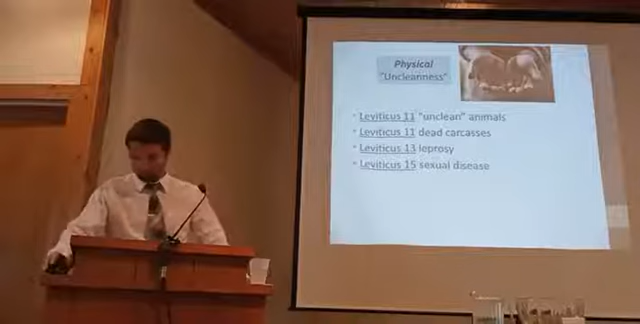 Physical
"Uncleanness"
• Leviticus 11 "unclean" animals
• Leviticus 11 dead carcasses
• Leviticus 13 leprosy
• Leviticus 15 sexual disease